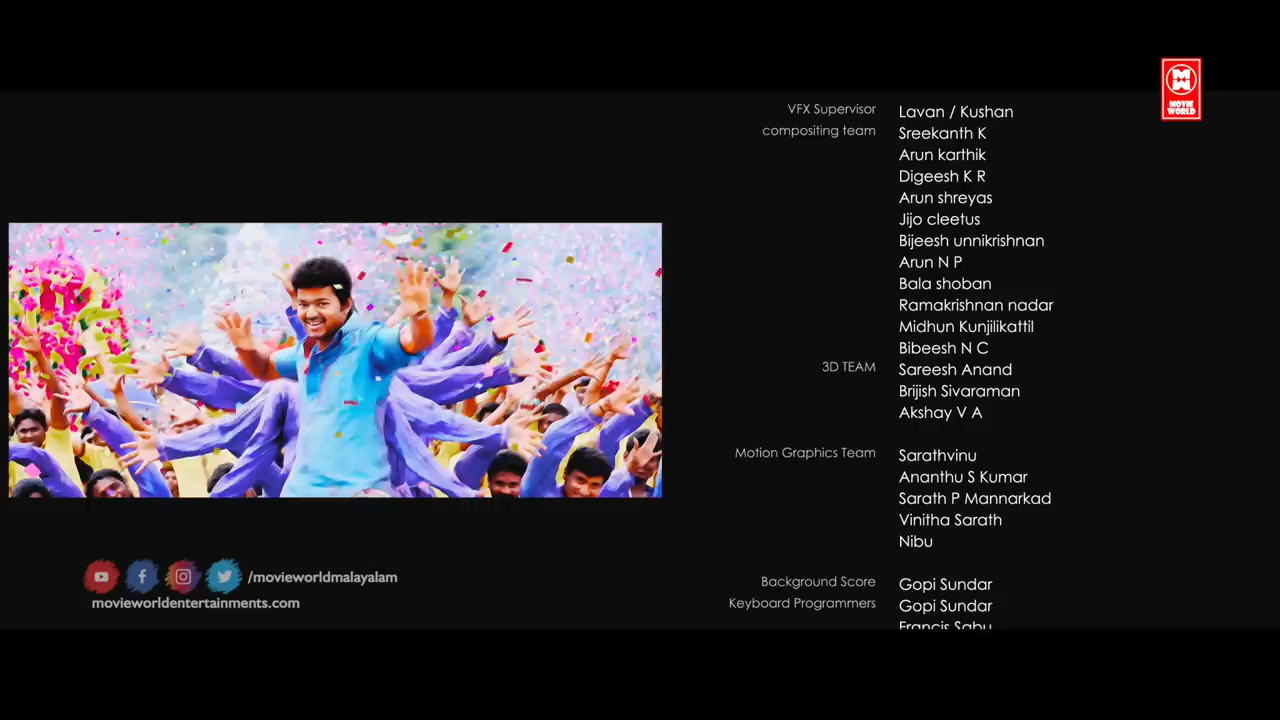 MOVIE
WORLD
VFX Supervisor Lavan / Kushan
compositing team Sreekanth K
Arun karthik
Digeesh K R
Arun shreyas
Jijo cleetus
Bijeesh unnikrishnan
Arun N P
Bala shoban
Ramakrishnan nadar
Midhun Kunjilikattil
Bibeesh N C
3D TEAM Sareesh Anand
Brijish Sivaraman
Akshay V A
Motion Graphics Team Sarathvinu
Ananthu S Kumar
Sarath P Mannarkad
Vinitha Sarath
Nibu
Background Score Gopi Sundar
Keyboard Programmers Gopi Sundar
Francis Sabu
/movieworldmalayalam
movieworldentertainments.com